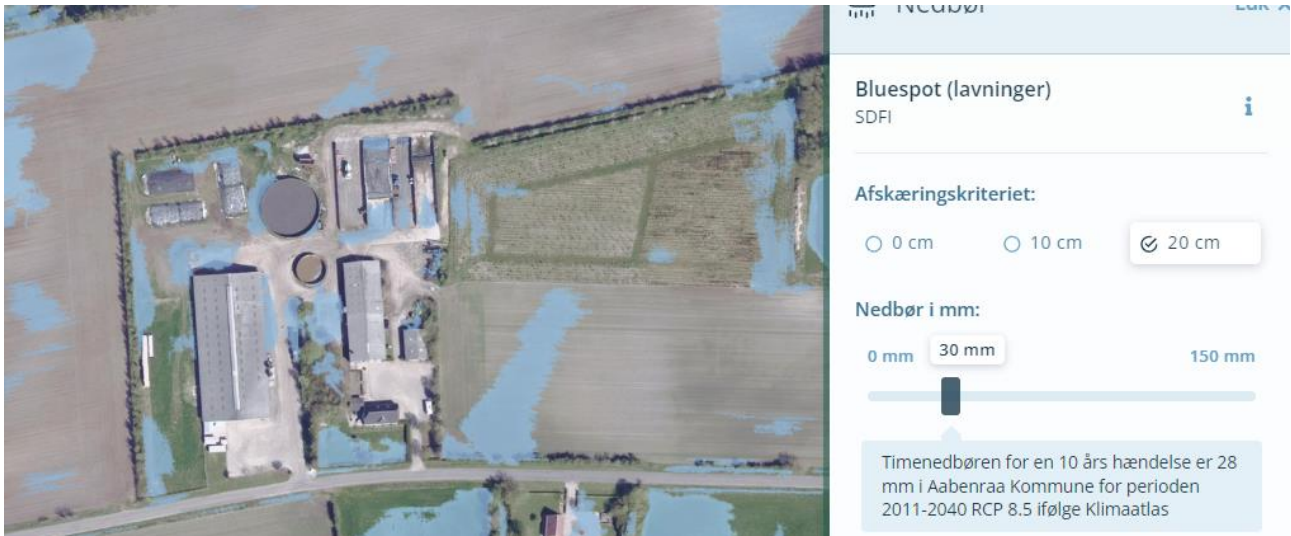 Nedbør
Luk X
Bluespot (lavninger)
SDFI
i
Afskæringskriteriet:
0 cm
10 cm
20 cm
Nedbør i mm:
0 mm
30 mm
150 mm
Timenedbøren for en 10 års hændelse er 28
mm i Aabenraa Kommune for perioden
2011-2040 RCP 8.5 ifølge Klimaatlas